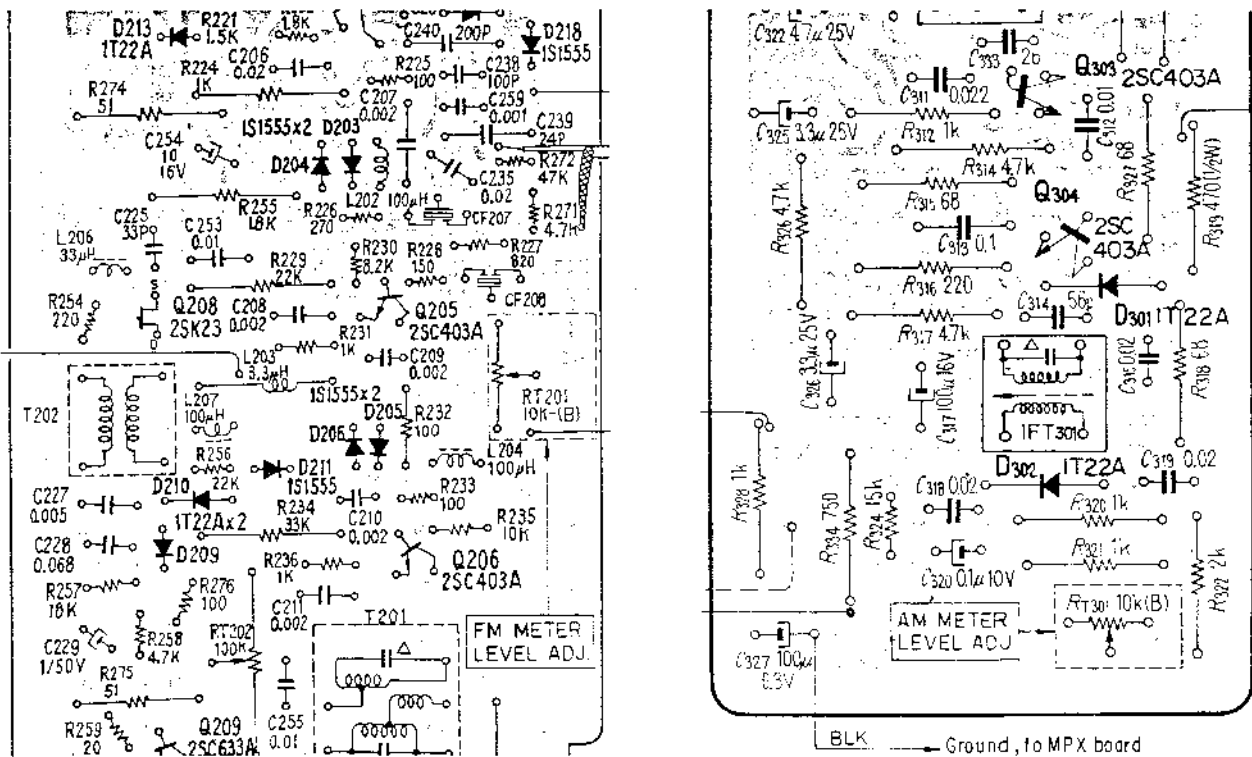 D213
1T22A
R221
1.5K
1.8K
C240
200P
D218
IS1555
C206
0.02
R224
1K
R225
100
C238
100P
R274
51
C207
0.002
C259
0.001
IS1555x2
D203
C239
24P
C254
10
16V
D204
R272
47K
C235
0.02
L202
100µH
R255
18K
R226
270
CF207
R271
4.7K
C225
33P
C253
0.01
L206
33µH
R230
8.2K
R228
150
R227
820
R229
22K
CF208
R254
220
S
Q208
2SK23
D
C208
0.002
Q205
2SC403A
R231
1K
C209
0.002
L203
3.3µH
1S1555x2
T202
L207
100µH
D205
R232
100
RT201
10K-(B)
D206
L204
100µH
R256
22K
D211
1S1555
D210
1T22Ax2
R233
100
C227
0.005
R234
33K
C210
0.002
R235
10K
C228
0.068
D209
Q206
2SC403A
R236
1K
R257
18K
R276
100
C211
0.002
T201
FM METER
LEVEL ADJ.
C229
1/50V
R258
4.7K
RT202
100K
R275
51
R259
20
Q209
2SC633A
C255
0.01
C322 4.7µ 25V
C333
26
Q303
2SC403A
C311
0.022
C312 0.01
C325 3.3µ 25V
R312 1k
R314 4.7k
R327 68
R319 470(1/2W)
R315 68
Q304
2SC
403A
R326 4.7k
C313 0.1
R316 220
C314 56p
D301 1T22A
R317 4.7k
C326 3.3µ 25V
C315 0.02
R318 68
C317 100µ 16V
IFT301
D302 1T22A
C319 0.02
R328 1k
R334 750
R324 15k
C318 0.02
R320 1k
R321 1k
C320 0.1µ 10V
R322 2k
AM METER
LEVEL ADJ
RT301 10k(B)
C327 100µ
6.3V
BLK
Ground, to MPX board